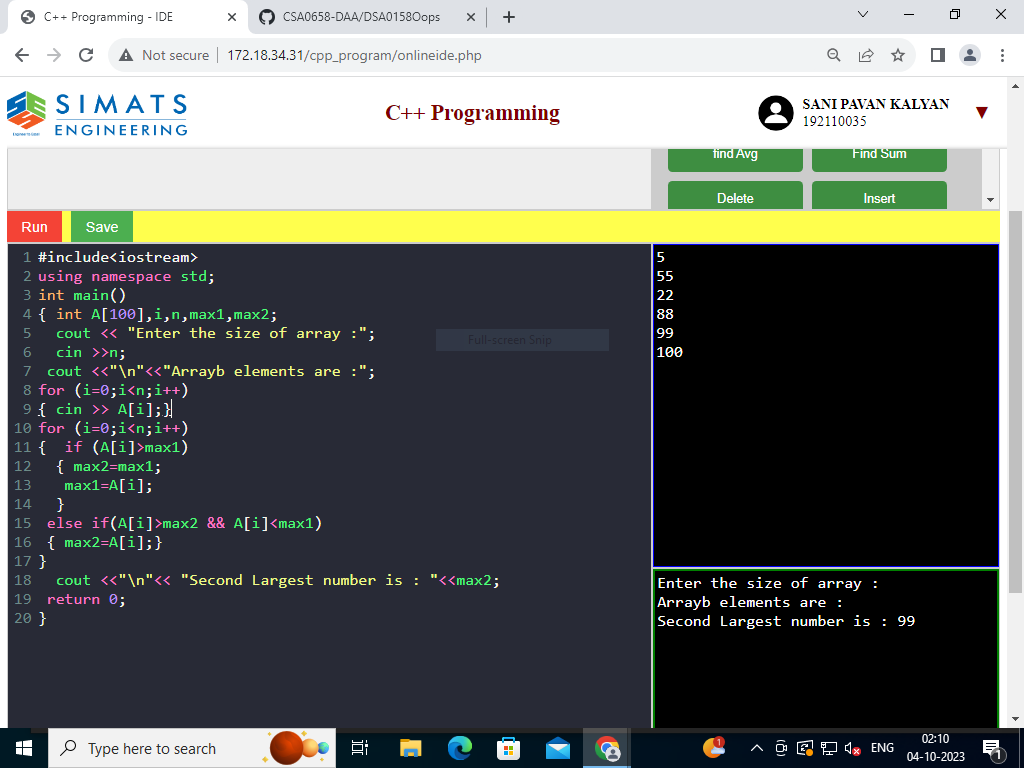 C++ Programming - IDE
CSA0658-DAA/DSA0158Oops
Not secure
172.18.34.31/cpp_program/onlineide.php
SIMATS
ENGINEERING
C++ Programming
SANI PAVAN KALYAN
192110035
find Avg
Find Sum
Delete
Insert
Run
Save
1 #include<iostream>
2 using namespace std;
3 int main()
4 { int A[100],i,n,max1,max2;
5   cout << "Enter the size of array :";
6   cin >>n;
7  cout <<"\n"<<"Arrayb elements are :";
8 for (i=0;i<n;i++)
9 { cin >> A[i];}
10 for (i=0;i<n;i++)
11 {  if (A[i]>max1)
12   { max2=max1;
13    max1=A[i];
14   }
15  else if(A[i]>max2 && A[i]<max1)
16  { max2=A[i];}
17 }
18   cout <<"\n"<< "Second Largest number is : "<<max2;
19  return 0;
20 }
Full-screen Snip
5
55
22
88
99
100
Enter the size of array :
Arrayb elements are :
Second Largest number is : 99
Type here to search
1
ENG
02:10
04-10-2023
1